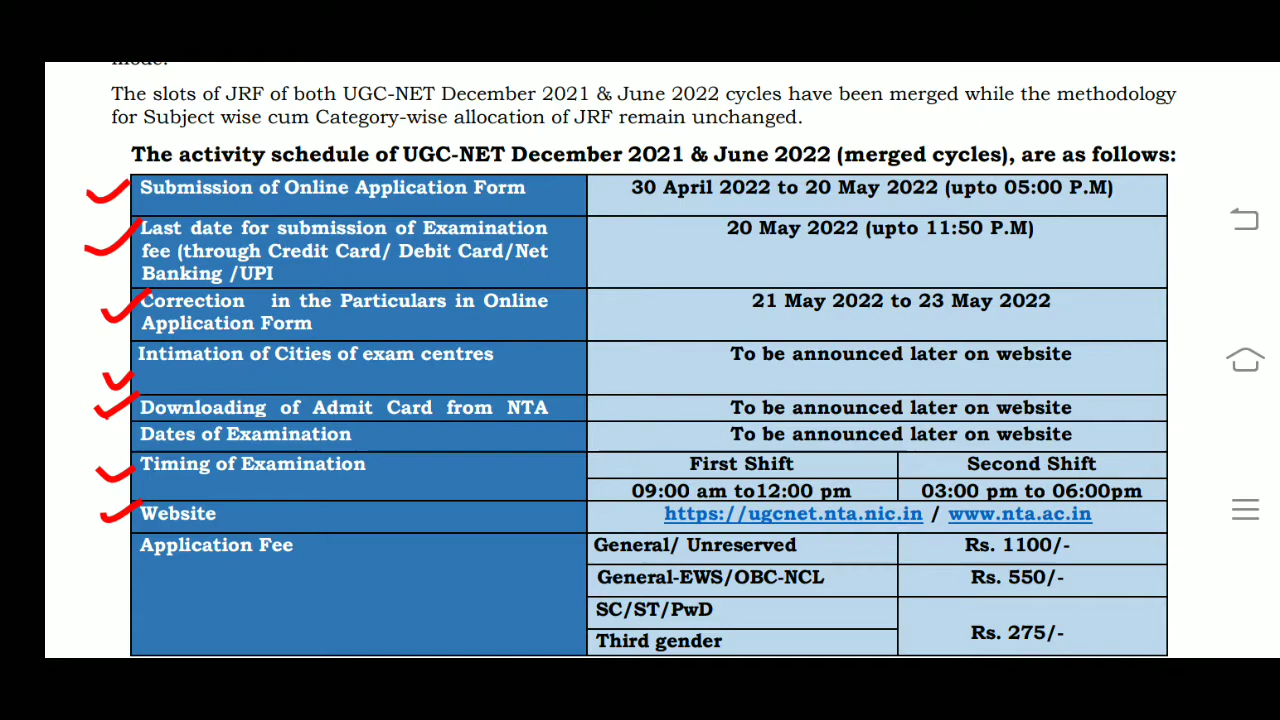 mode.
The slots of JRF of both UGC-NET December 2021 & June 2022 cycles have been merged while the methodology
for Subject wise cum Category-wise allocation of JRF remain unchanged.
The activity schedule of UGC-NET December 2021 & June 2022 (merged cycles), are as follows:
Submission of Online Application Form
30 April 2022 to 20 May 2022 (upto 05:00 P.M)
Last date for submission of Examination
fee (through Credit Card/ Debit Card/Net
Banking /UPI
20 May 2022 (upto 11:50 P.M)
Correction in the Particulars in Online
Application Form
21 May 2022 to 23 May 2022
Intimation of Cities of exam centres
To be announced later on website
Downloading of Admit Card from NTA
To be announced later on website
Dates of Examination
To be announced later on website
Timing of Examination
First Shift
Second Shift
09:00 am to12:00 pm
03:00 pm to 06:00pm
Website
https://ugcnet.nta.nic.in / www.nta.ac.in
Application Fee
General/ Unreserved
Rs. 1100/-
General-EWS/OBC-NCL
Rs. 550/-
SC/ST/PwD
Third gender
Rs. 275/-